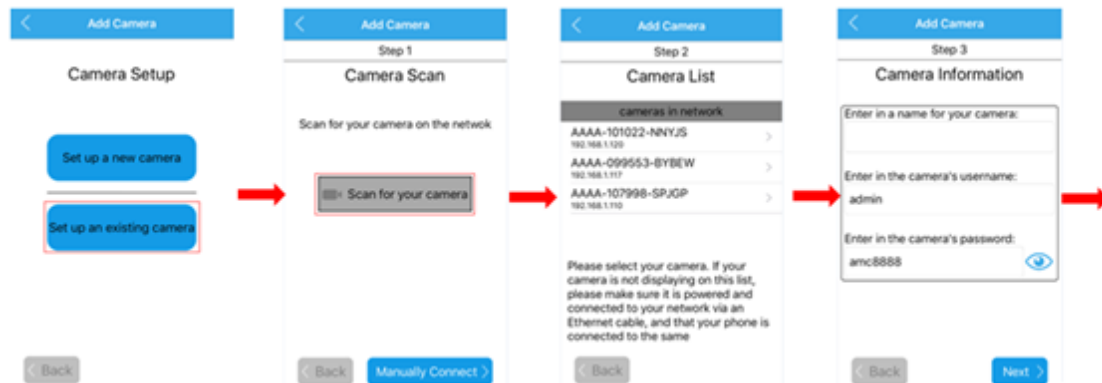 Add Camera
Camera Setup
Set up a new camera
Set up an existing camera
Back
Add Camera
Step 1
Camera Scan
Scan for your camera on the netwok
Scan for your camera
Back
Manually Connect
Add Camera
Step 2
Camera List
cameras in network
AAAA-101022-NNYJS
192.168.1.120
AAAA-099553-BYBEW
192.168.1.117
AAAA-107998-SPJGP
192.168.1.110
Please select your camera. If your
camera is not displaying on this list,
please make sure it is powered and
connected to your network via an
Ethernet cable, and that your phone is
connected to the same
Back
Add Camera
Step 3
Camera Information
Enter in a name for your camera:
Enter in the camera's username:
admin
Enter in the camera's password:
amc8888
Back
Next